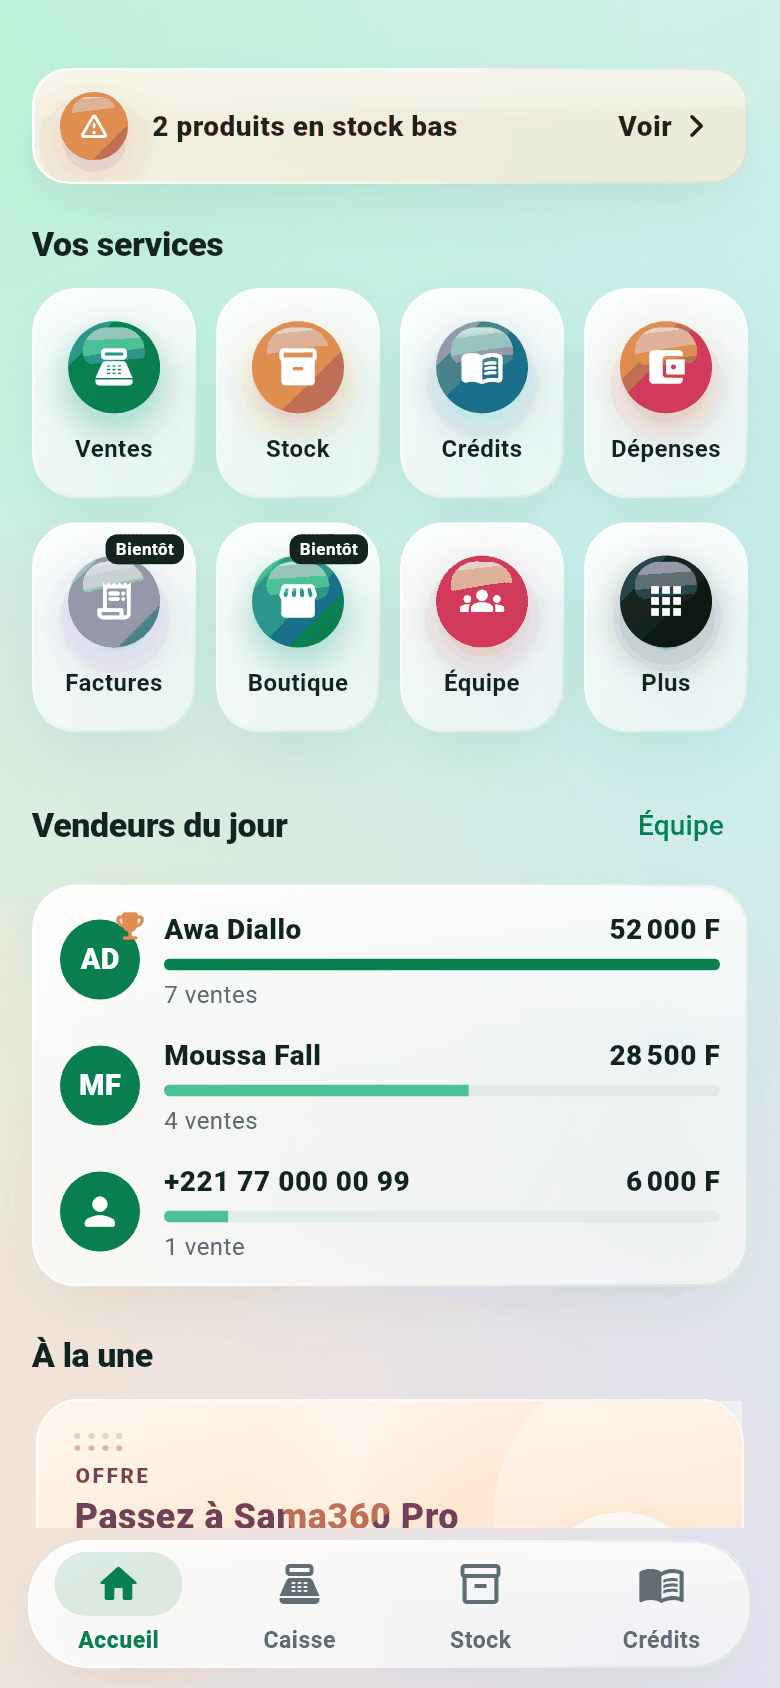 2 produits en stock bas
Voir
Vos services
Ventes
Stock
Crédits
Dépenses
Bientôt
Bientôt
Factures
Boutique
Équipe
Plus
Vendeurs du jour
Équipe
AD
Awa Diallo
52 000 F
7 ventes
MF
Moussa Fall
28 500 F
4 ventes
+221 77 000 00 99
6 000 F
1 vente
À la une
OFFRE
Passez à Sama360 Pro
Accueil
Caisse
Stock
Crédits